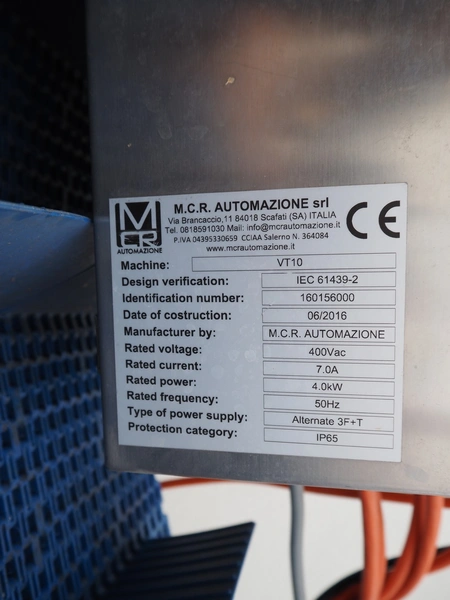 MCR
AUTOMAZIONE
M.C.R. AUTOMAZIONE srl
Via Brancaccio,11 84018 Scafati (SA) ITALIA
Tel. 0818591030 Mail: info@mcrautomazione.it
P.IVA 04395330659 CCIAA Salerno N. 364084
www.mcrautomazione.it
CE
Machine: VT10
Design verification: IEC 61439-2
Identification number: 160156000
Date of costruction: 06/2016
Manufacturer by: M.C.R. AUTOMAZIONE
Rated voltage: 400Vac
Rated current: 7.0A
Rated power: 4.0kW
Rated frequency: 50Hz
Type of power supply: Alternate 3F+T
Protection category: IP65